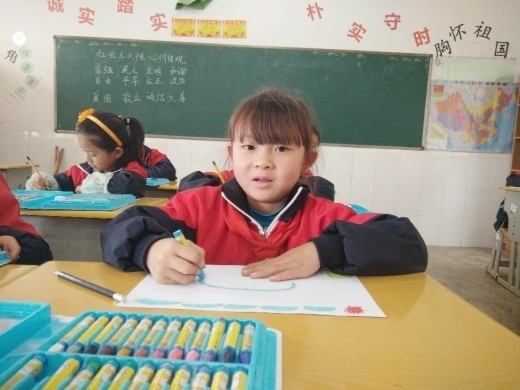 诚实 踏实
朴实 守时
胸怀祖国
角
社会主义核心价值观
富强 民主 文明 和谐
自由 平等 公正 法治
爱国 敬业 诚信 友善